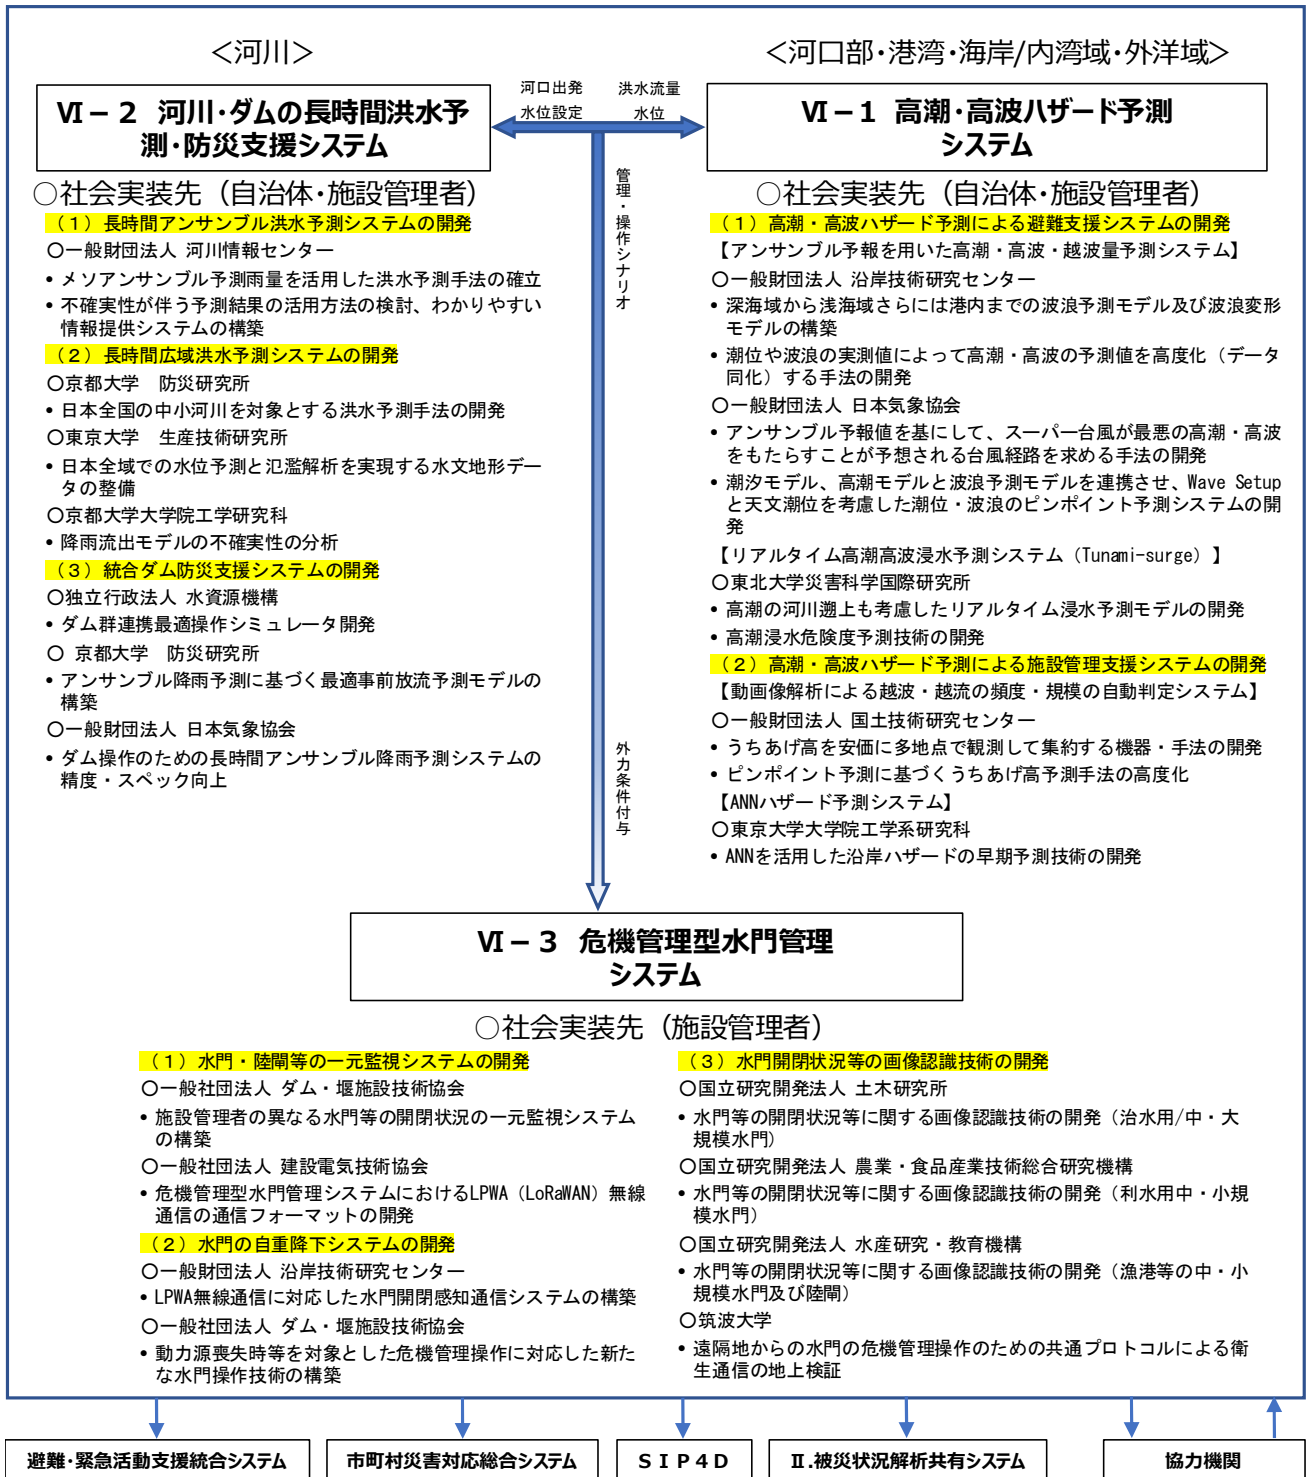 ＜河川＞
＜河口部・港湾・海岸/内湾域・外洋域＞
河口出発
水位設定
洪水流量
水位
Ⅵ－２ 河川・ダムの長時間洪水予
測・防災支援システム
Ⅵ－１ 高潮・高波ハザード予測
システム
管理・操作シナリオ
外力条件付与
○社会実装先（自治体・施設管理者）
（１）長時間アンサンブル洪水予測システムの開発
○一般財団法人 河川情報センター
• メソアンサンブル予測雨量を活用した洪水予測手法の確立
• 不確実性が伴う予測結果の活用方法の検討、わかりやすい
情報提供システムの構築
（２）長時間広域洪水予測システムの開発
○京都大学　防災研究所
• 日本全国の中小河川を対象とする洪水予測手法の開発
○東京大学　生産技術研究所
• 日本全域での水位予測と氾濫解析を実現する水文地形デー
タの整備
○京都大学大学院工学研究科
• 降雨流出モデルの不確実性の分析
（３）統合ダム防災支援システムの開発
○独立行政法人 水資源機構
• ダム群連携最適操作シミュレータ開発
○ 京都大学　防災研究所
• アンサンブル降雨予測に基づく最適事前放流予測モデルの
構築
○一般財団法人 日本気象協会
• ダム操作のための長時間アンサンブル降雨予測システムの
精度・スペック向上
○社会実装先（自治体・施設管理者）
（１）高潮・高波ハザード予測による避難支援システムの開発
【アンサンブル予報を用いた高潮・高波・越波量予測システム】
○一般財団法人 沿岸技術研究センター
• 深海域から浅海域さらには港内までの波浪予測モデル及び波浪変形
モデルの構築
• 潮位や波浪の実測値によって高潮・高波の予測値を高度化（データ
同化）する手法の開発
○一般財団法人 日本気象協会
• アンサンブル予報値を基にして、スーパー台風が最悪の高潮・高波
をもたらすことが予想される台風経路を求める手法の開発
• 潮汐モデル、高潮モデルと波浪予測モデルを連携させ、Wave Setup
と天文潮位を考慮した潮位・波浪のピンポイント予測システムの開
発
【リアルタイム高潮高波浸水予測システム（Tunami-surge）】
○東北大学災害科学国際研究所
• 高潮の河川遡上も考慮したリアルタイム浸水予測モデルの開発
• 高潮浸水危険度予測技術の開発
（２）高潮・高波ハザード予測による施設管理支援システムの開発
【動画像解析による越波・越流の頻度・規模の自動判定システム】
○一般財団法人 国土技術研究センター
• うちあげ高を安価に多地点で観測して集約する機器・手法の開発
• ピンポイント予測に基づくうちあげ高予測手法の高度化
【ANNハザード予測システム】
○東京大学大学院工学系研究科
• ANNを活用した沿岸ハザードの早期予測技術の開発
Ⅵ－３ 危機管理型水門管理
システム
○社会実装先（施設管理者）
（１）水門・陸閘等の一元監視システムの開発
○一般社団法人 ダム・堰施設技術協会
• 施設管理者の異なる水門等の開閉状況の一元監視システム
の構築
○一般社団法人 建設電気技術協会
• 危機管理型水門管理システムにおけるLPWA（LoRaWAN）無線
通信の通信フォーマットの開発
（２）水門の自重降下システムの開発
○一般財団法人 沿岸技術研究センター
• LPWA無線通信に対応した水門開閉感知通信システムの構築
○一般社団法人 ダム・堰施設技術協会
• 動力源喪失時等を対象とした危機管理操作に対応した新た
な水門操作技術の構築
（３）水門開閉状況等の画像認識技術の開発
○国立研究開発法人 土木研究所
• 水門等の開閉状況等に関する画像認識技術の開発（治水用/中・大
規模水門）
○国立研究開発法人 農業・食品産業技術総合研究機構
• 水門等の開閉状況等に関する画像認識技術の開発（利水用中・小規
模水門）
○国立研究開発法人 水産研究・教育機構
• 水門等の開閉状況等に関する画像認識技術の開発（漁港等の中・小
規模水門及び陸閘）
○筑波大学
• 遠隔地からの水門の危機管理操作のための共通プロトコルによる衛
生通信の地上検証
避難・緊急活動支援統合システム
市町村災害対応総合システム
ＳＩＰ４Ｄ
Ⅱ.被災状況解析共有システム
協力機関